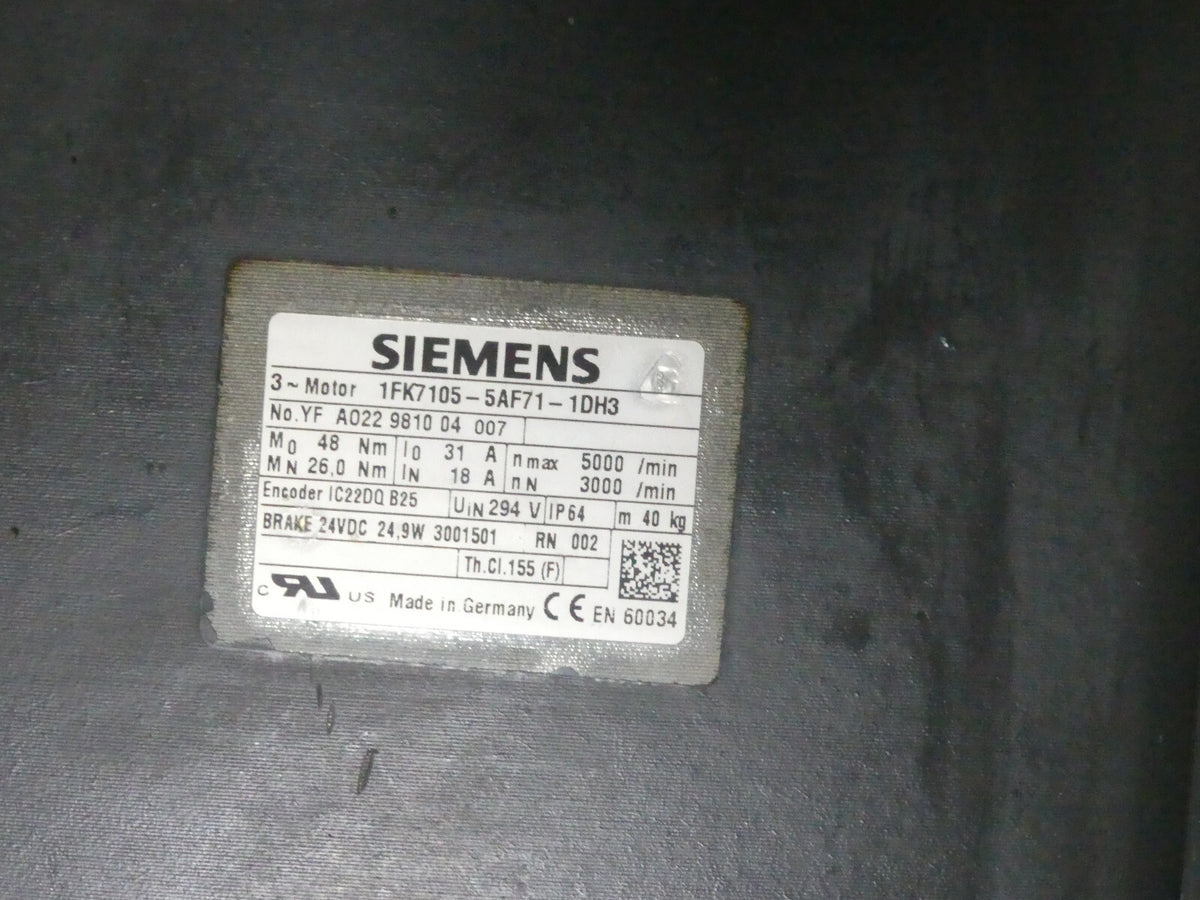 SIEMENS
3~Motor 1FK7105-5AF71-1DH3
No.YF A022 9810 04 007
M0 48 Nm I0 31 A nmax 5000 /min
MN 26,0 Nm IN 18 A nN 3000 /min
Encoder IC22DQ B25 UIN 294 V IP64 m 40 kg
BRAKE 24VDC 24,9W 3001501 RN 002
Th.Cl.155 (F)
c RU US Made in Germany CE EN 60034